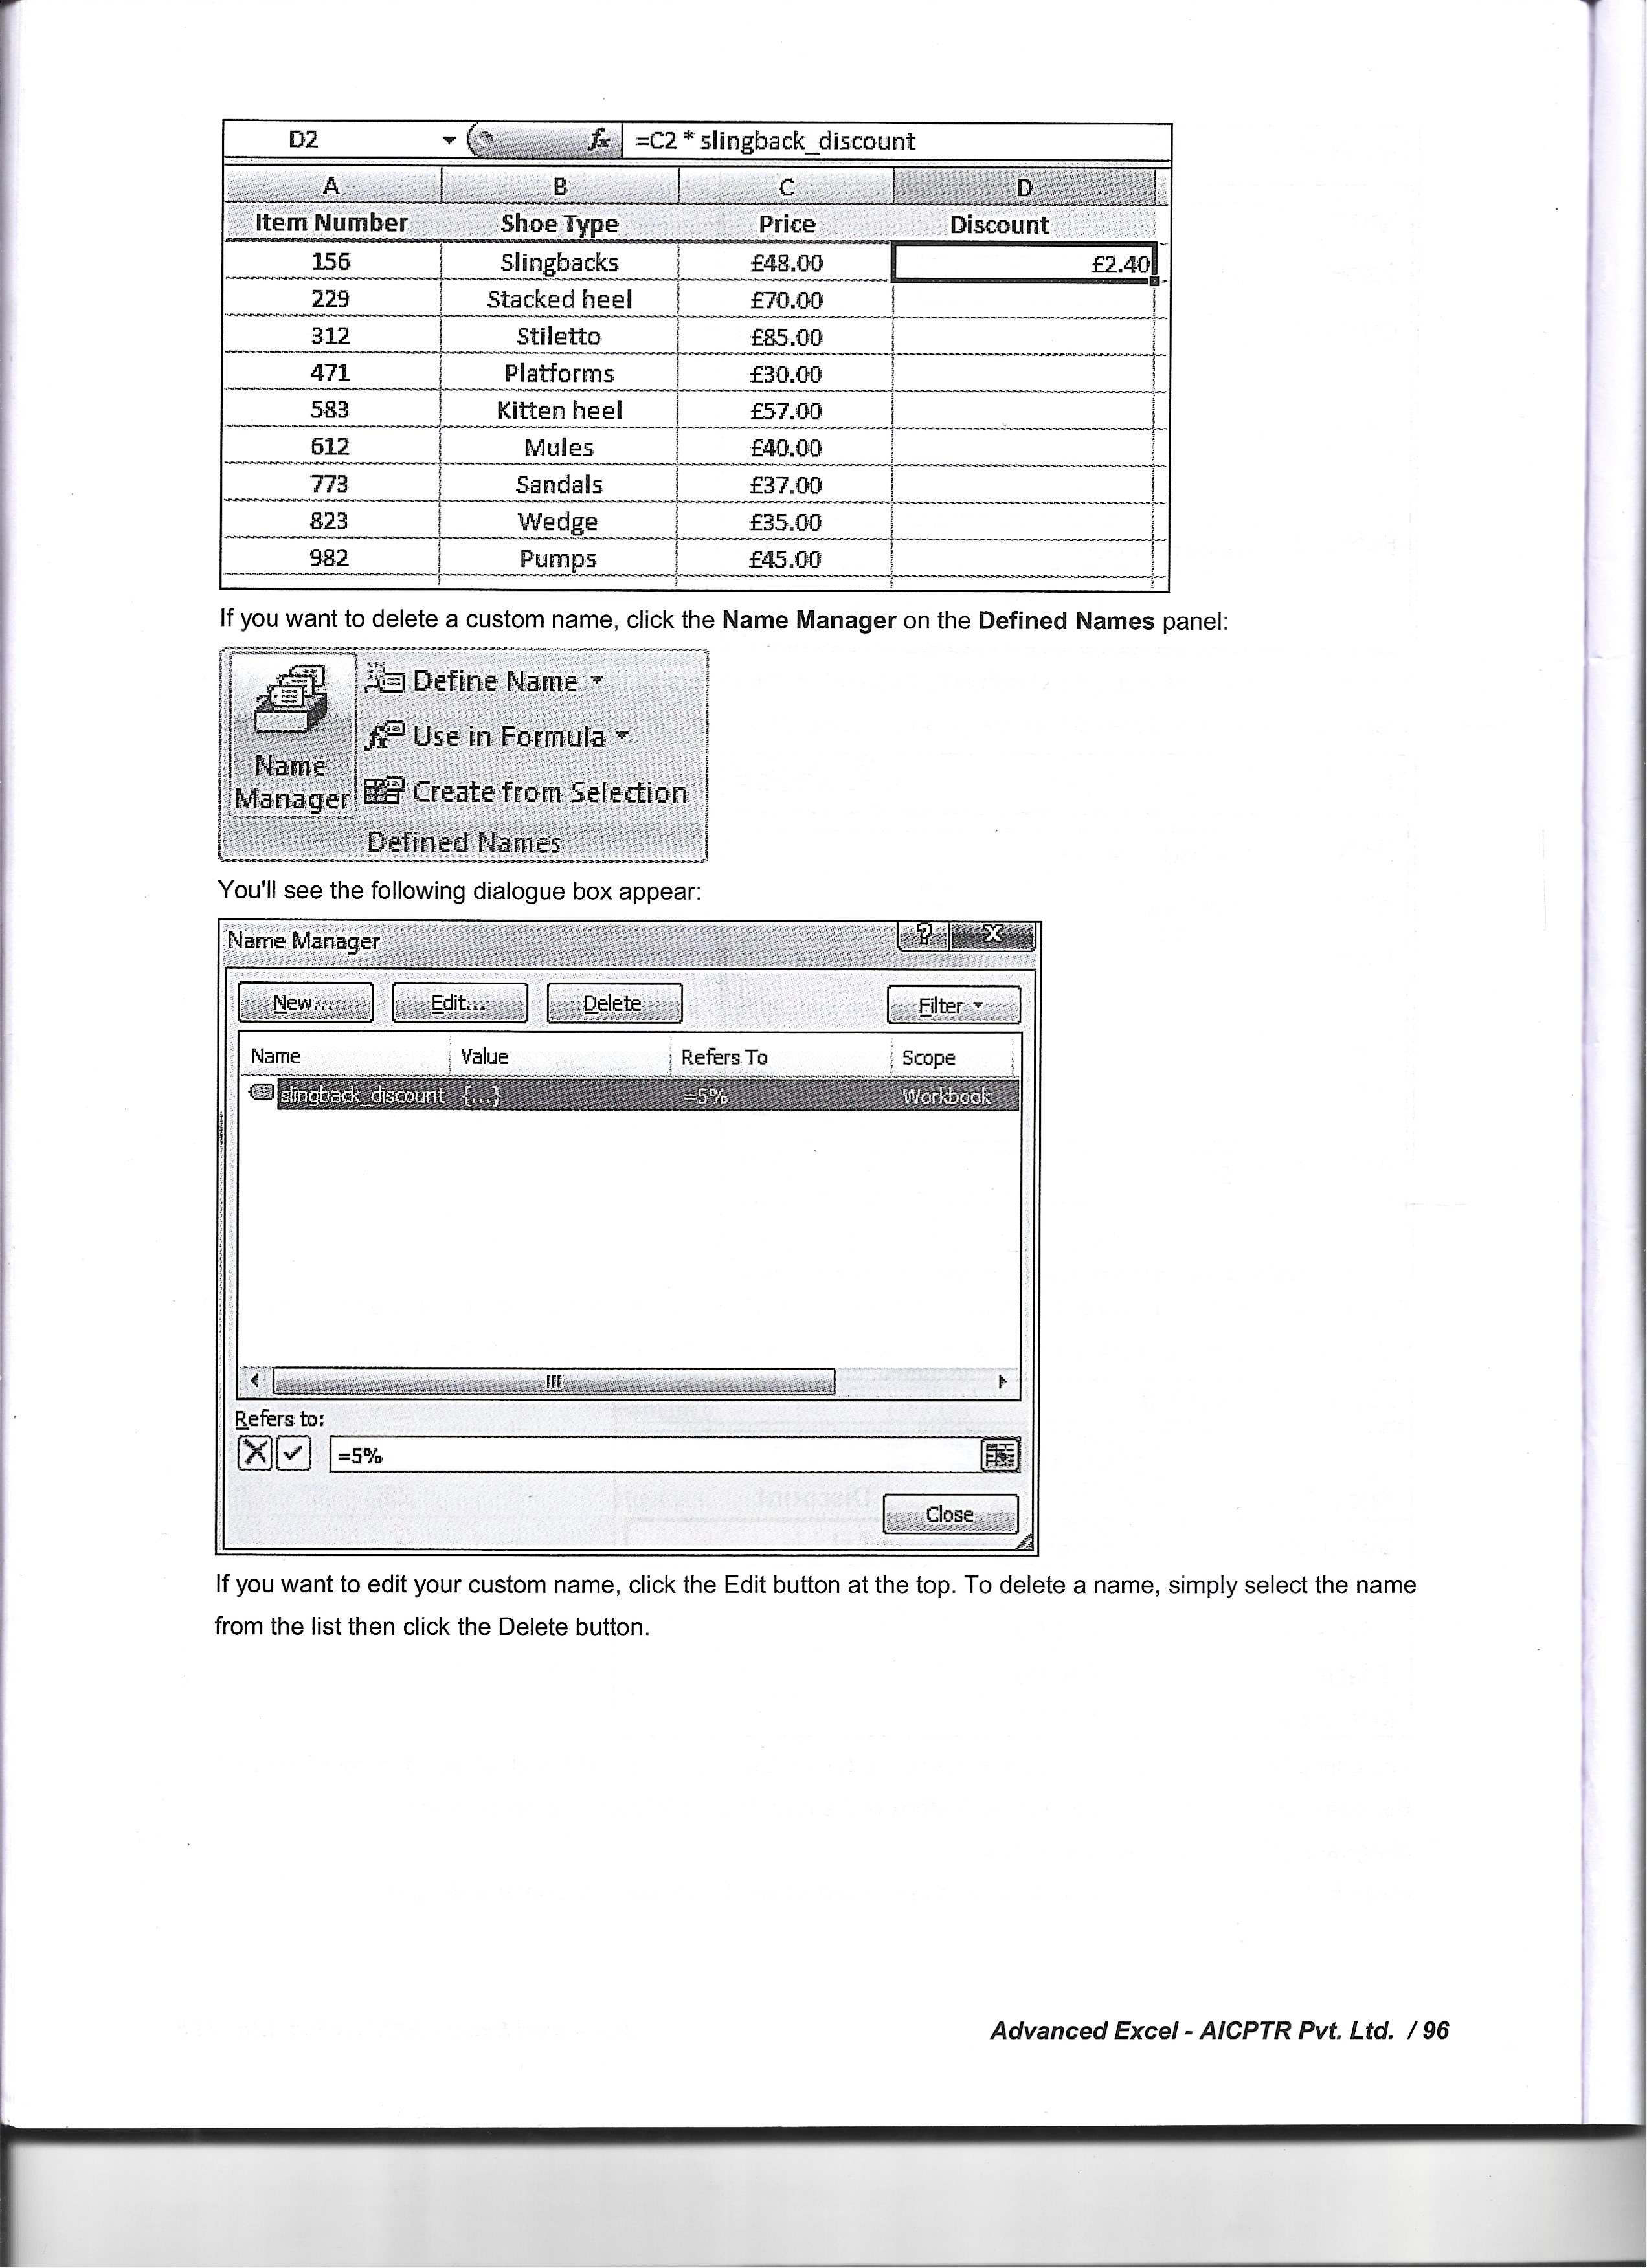 D2 fx =C2 * slingback_discount
A B C D
Item Number Shoe Type Price Discount
156 Slingbacks £48.00 £2.40
229 Stacked heel £70.00
312 Stiletto £85.00
471 Platforms £30.00
583 Kitten heel £57.00
612 Mules £40.00
773 Sandals £37.00
823 Wedge £35.00
982 Pumps £45.00
If you want to delete a custom name, click the Name Manager on the Defined Names panel:
Define Name
Use in Formula
Name
Manager
Create from Selection
Defined Names
You'll see the following dialogue box appear:
Name Manager ? X
New... Edit... Delete Filter
Name Value Refers To Scope
slingback_discount {...} =5% Workbook
Refers to:
=5%
Close
If you want to edit your custom name, click the Edit button at the top. To delete a name, simply select the name
from the list then click the Delete button.
Advanced Excel - AICPTR Pvt. Ltd. / 96